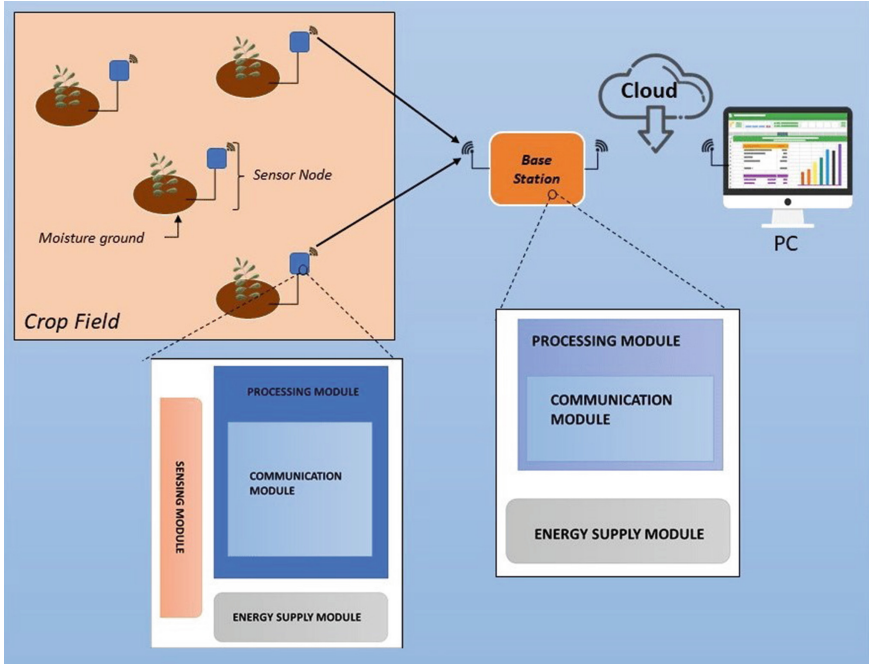 Cloud
Base
Station
Sensor Node
Moisture ground
PC
Crop Field
PROCESSING MODULE
COMMUNICATION
MODULE
SENSING MODULE
ENERGY SUPPLY MODULE
PROCESSING MODULE
COMMUNICATION
MODULE
ENERGY SUPPLY MODULE